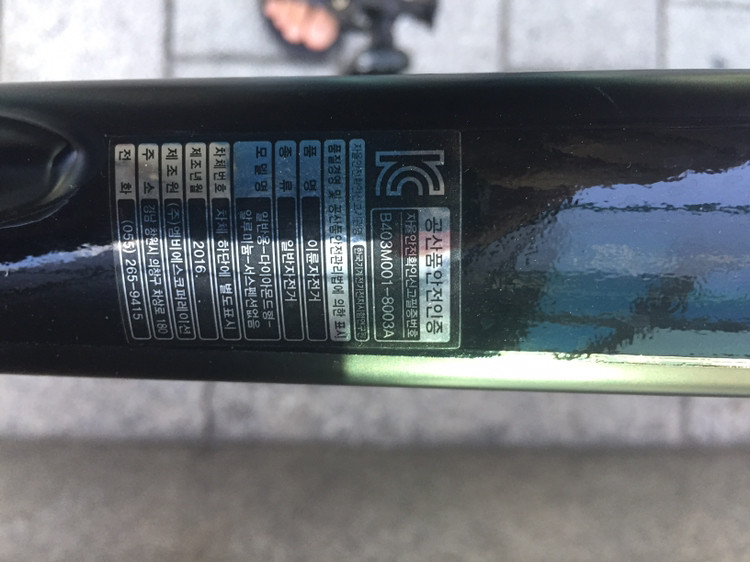 KC
공산품안전인증
자율안전확인신고필증번호
B403M001-8003A
품질경영 및 공산품안전관리법에 의한 표시
품 명 이륜자전거
종 류 일반자전거
모델명 일반용-다이아몬드형-
알루미늄-서스펜션없음
차체번호 차체 하단에 별도표시
제조년월 2016
제조원 (주)엔비에스코퍼레이션
주 소 경남 창원시 의창구 차상로 180
전 화 (055) 265-9415